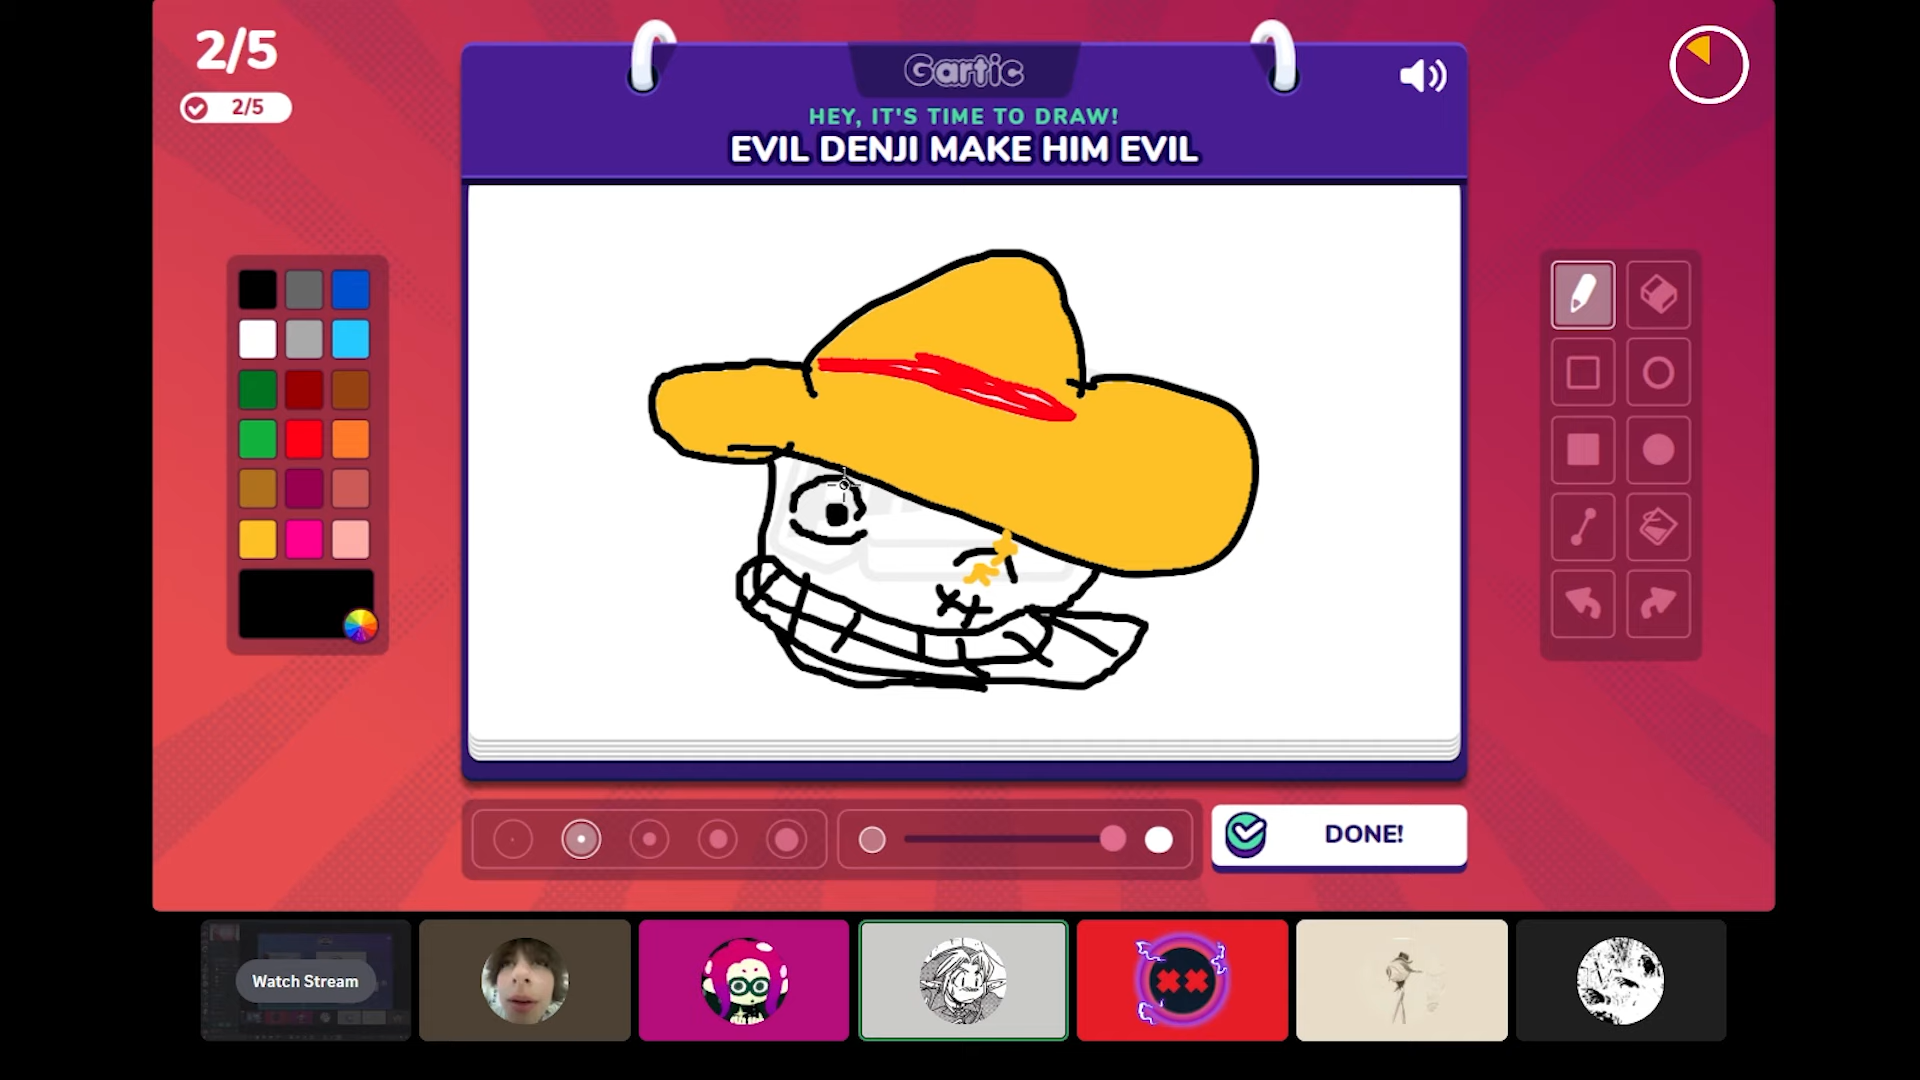 2/5
2/5
Gartic
HEY, IT'S TIME TO DRAW!
EVIL DENJI MAKE HIM EVIL
DONE!
Watch Stream